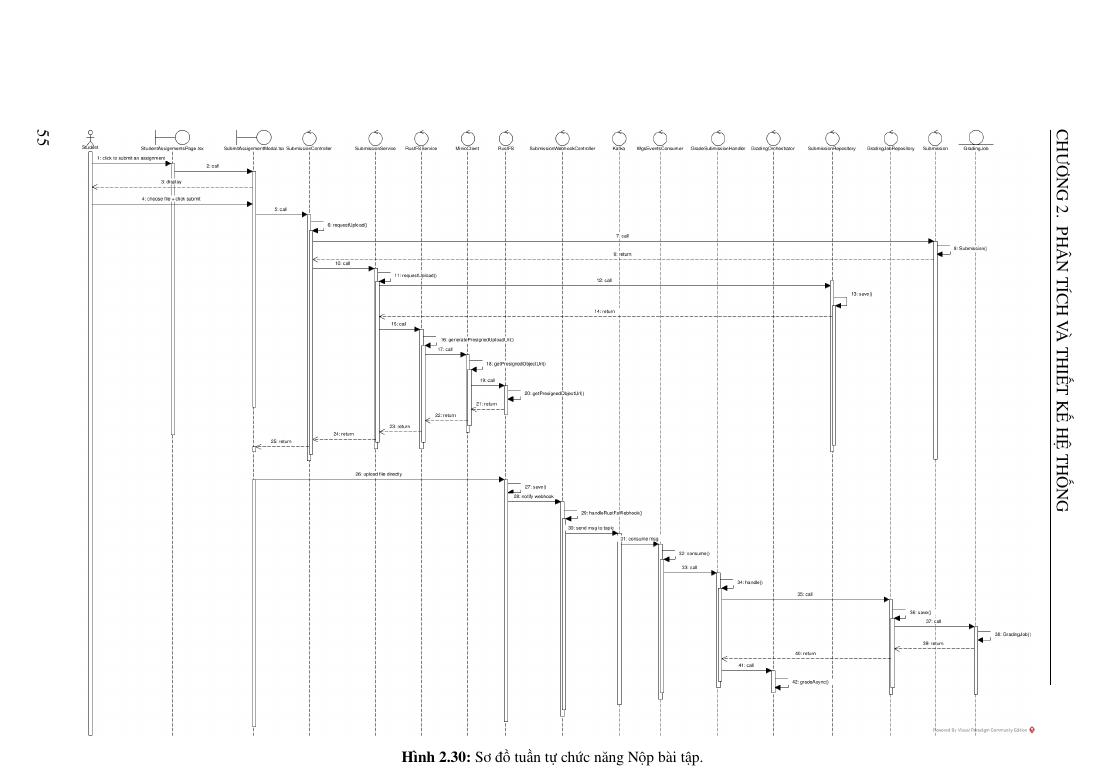 CHƯƠNG 2. PHÂN TÍCH VÀ THIẾT KẾ HỆ THỐNG
Student
StudentAssignmentsPage.tsx
SubmitAssignmentModal.tsx
SubmissionController
SubmissionService
RustFSService
MinioClient
RustFS
SubmissionWebhookController
Kafka
MgsEventsConsumer
GradeSubmissionHandler
GradingOrchestrator
SubmissionRepository
GradingJobRepository
Submission
GradingJob
1: click to submit an assignment
2: call
3: display
4: choose file + click submit
5: call
6: requestUpload()
7: call
8: Submission()
9: return
10: call
11: requestUpload()
12: call
13: save()
14: return
15: call
16: generatePresignedUploadUrl()
17: call
18: getPresignedObjectUrl()
19: call
20: getPresignedObjectUrl()
21: return
22: return
23: return
24: return
25: return
26: upload file directly
27: save()
28: notify webhook
29: handleRustFsWebhook()
30: send msg to topic
31: consume msg
32: consume()
33: call
34: handle()
35: call
36: save()
37: call
38: GradingJob()
39: return
40: return
41: call
42: gradeAsync()
Powered By Visual Paradigm Community Edition
Hình 2.30: Sơ đồ tuần tự chức năng Nộp bài tập.
55